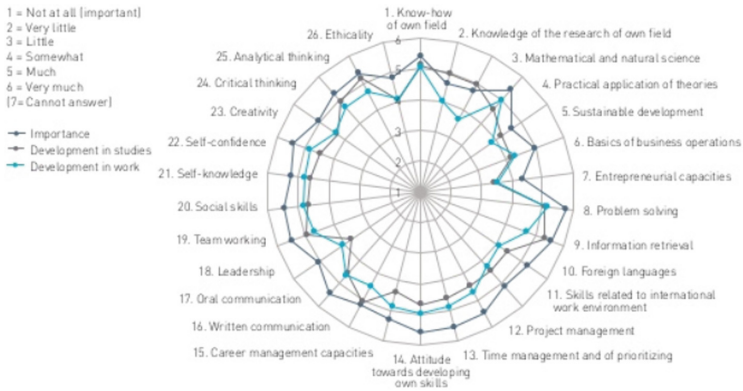 1 = Not at all (important)
2 = Very little
3 = Little
4 = Somewhat
5 = Much
6 = Very much
(7= Cannot answer)
Importance
Development in studies
Development in work
1. Know-how
of own field
2. Knowledge of the research of own field
3. Mathematical and natural science
4. Practical application of theories
5. Sustainable development
6. Basics of business operations
7. Entrepreneurial capacities
8. Problem solving
9. Information retrieval
10. Foreign languages
11. Skills related to international
work environment
12. Project management
13. Time management and of prioritizing
14. Attitude
towards developing
own skills
15. Career management capacities
16. Written communication
17. Oral communication
18. Leadership
19. Teamworking
20. Social skills
21. Self-knowledge
22. Self-confidence
23. Creativity
24. Critical thinking
25. Analytical thinking
26. Ethicality
6
4
3
2
1